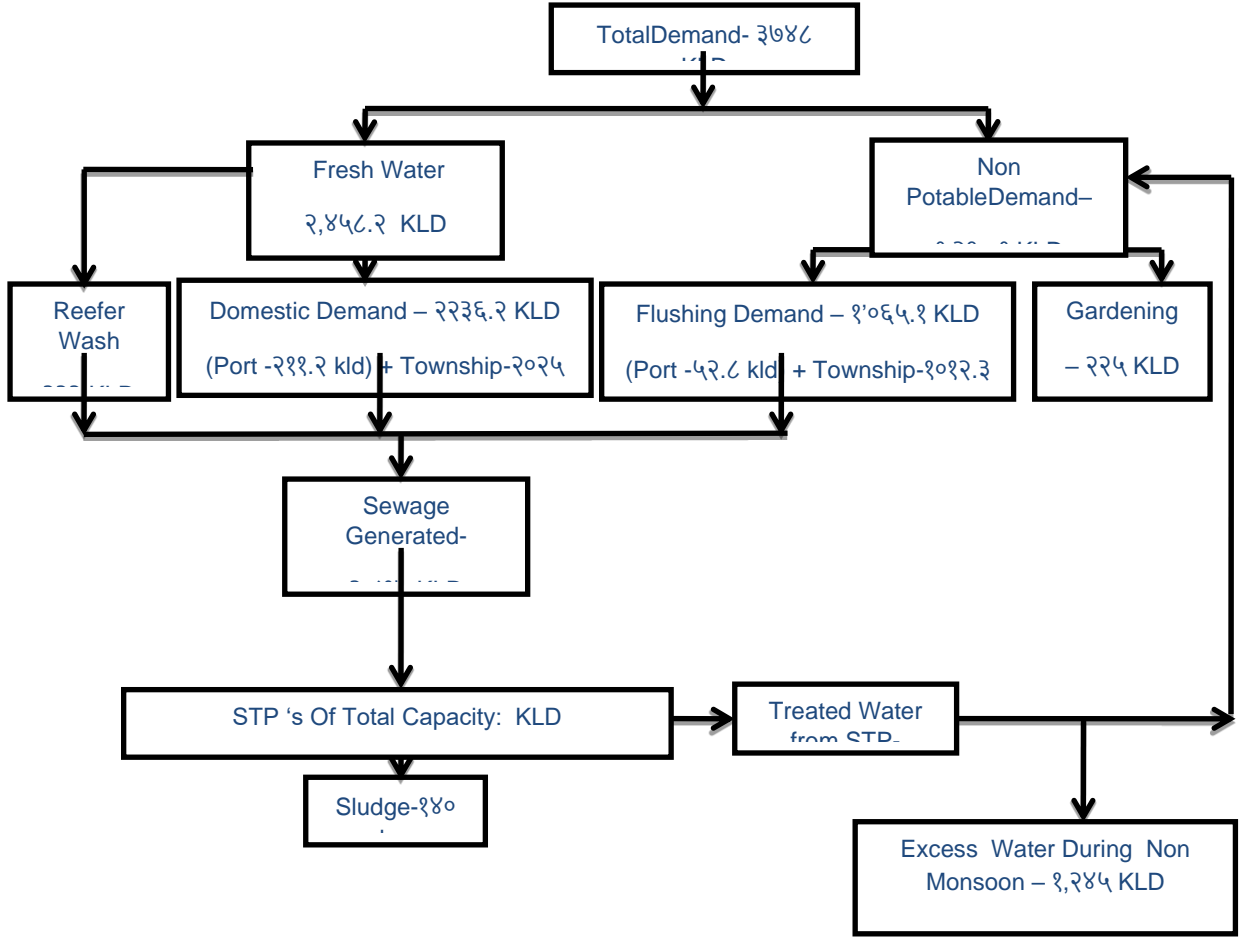 TotalDemand- ३७४८
KLD
Fresh Water
२,४५८.२ KLD
Non
PotableDemand–
Reefer
Wash
Domestic Demand – २२३६.२ KLD
(Port -२११.२ kld) + Township-२०२५
Flushing Demand – १'०६५.१ KLD
(Port -५२.८ kld) + Township-१०१२.३
Gardening
– २२५ KLD
Sewage
Generated-
STP ‘s Of Total Capacity: KLD
Treated Water
from STP-
Sludge-१४०
Excess Water During Non
Monsoon – १,२४५ KLD